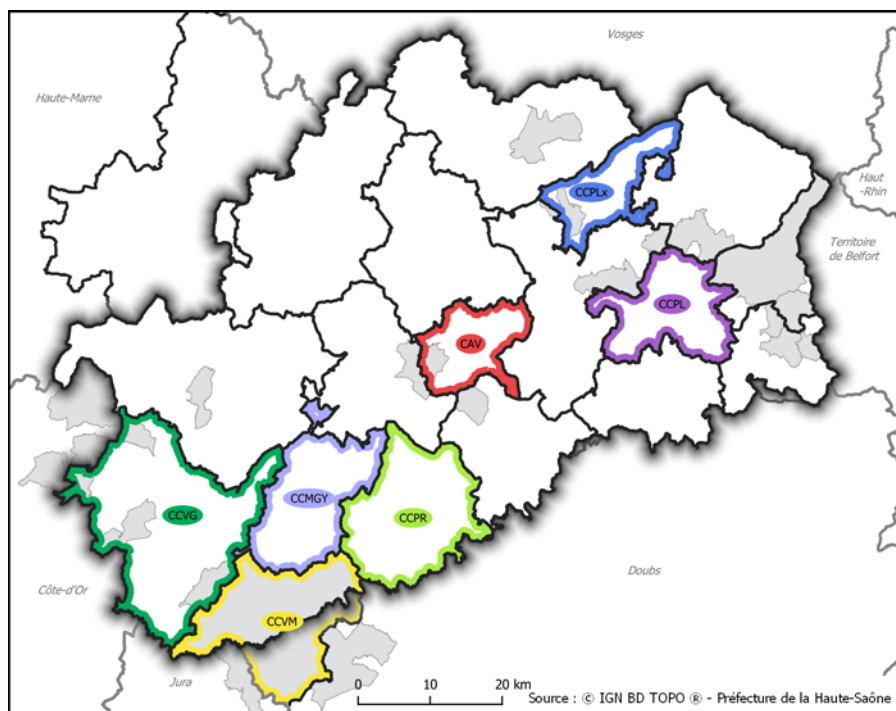 Vosges
Haute-Marne
Haut
-Rhin
CCPLx
Territoire
de Belfort
CCPL
CAV
CCMGY
CCVG
CCPR
Côte-d'Or
Doubs
CCVM
Jura
0 10 20 km
Source : © IGN BD TOPO ® - Préfecture de la Haute-Saône